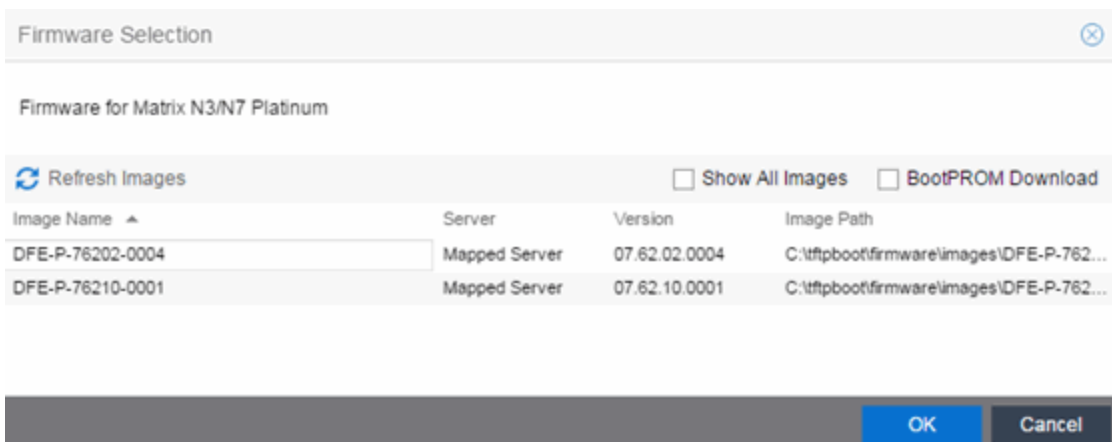 Firmware Selection
Firmware for Matrix N3/N7 Platinum
Refresh Images Show All Images BootPROM Download
Image Name Server Version Image Path
DFE-P-76202-0004 Mapped Server 07.62.02.0004 C:\tftpboot\firmware\images\DFE-P-762...
DFE-P-76210-0001 Mapped Server 07.62.10.0001 C:\tftpboot\firmware\images\DFE-P-762...
OK Cancel